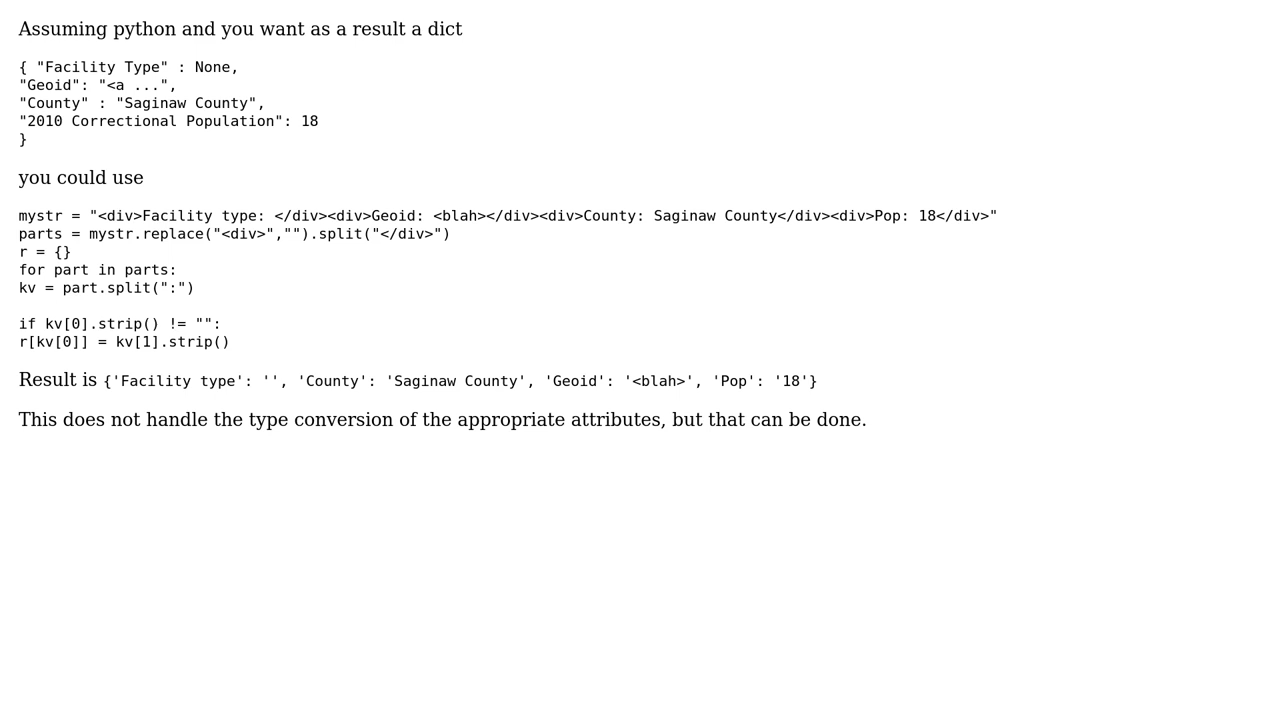 Assuming python and you want as a result a dict
{ "Facility Type" : None,
"Geoid": "<a ...",
"County" : "Saginaw County",
"2010 Correctional Population": 18
}
you could use
mystr = "<div>Facility type: </div><div>Geoid: <blah></div><div>County: Saginaw County</div><div>Pop: 18</div>"
parts = mystr.replace("<div>","").split("</div>")
r = {}
for part in parts:
kv = part.split(":")
if kv[0].strip() != "":
r[kv[0]] = kv[1].strip()
Result is {'Facility type': '', 'County': 'Saginaw County', 'Geoid': '<blah>', 'Pop': '18'}
This does not handle the type conversion of the appropriate attributes, but that can be done.